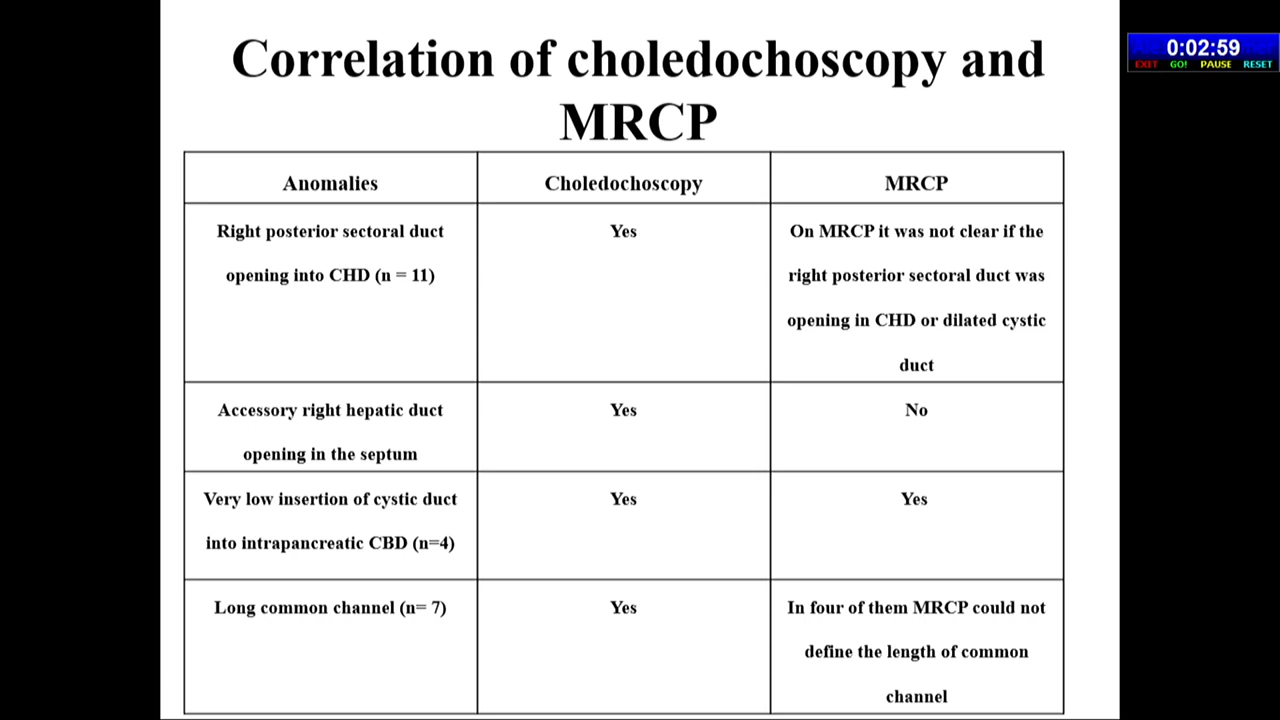 Correlation of choledochoscopy and
MRCP
0:02:59
EXIT GO! PAUSE RESET
Anomalies Choledochoscopy MRCP
Right posterior sectoral duct
opening into CHD (n = 11)
Yes
On MRCP it was not clear if the
right posterior sectoral duct was
opening in CHD or dilated cystic
duct
Accessory right hepatic duct
opening in the septum
Yes
No
Very low insertion of cystic duct
into intrapancreatic CBD (n=4)
Yes
Yes
Long common channel (n= 7)
Yes
In four of them MRCP could not
define the length of common
channel